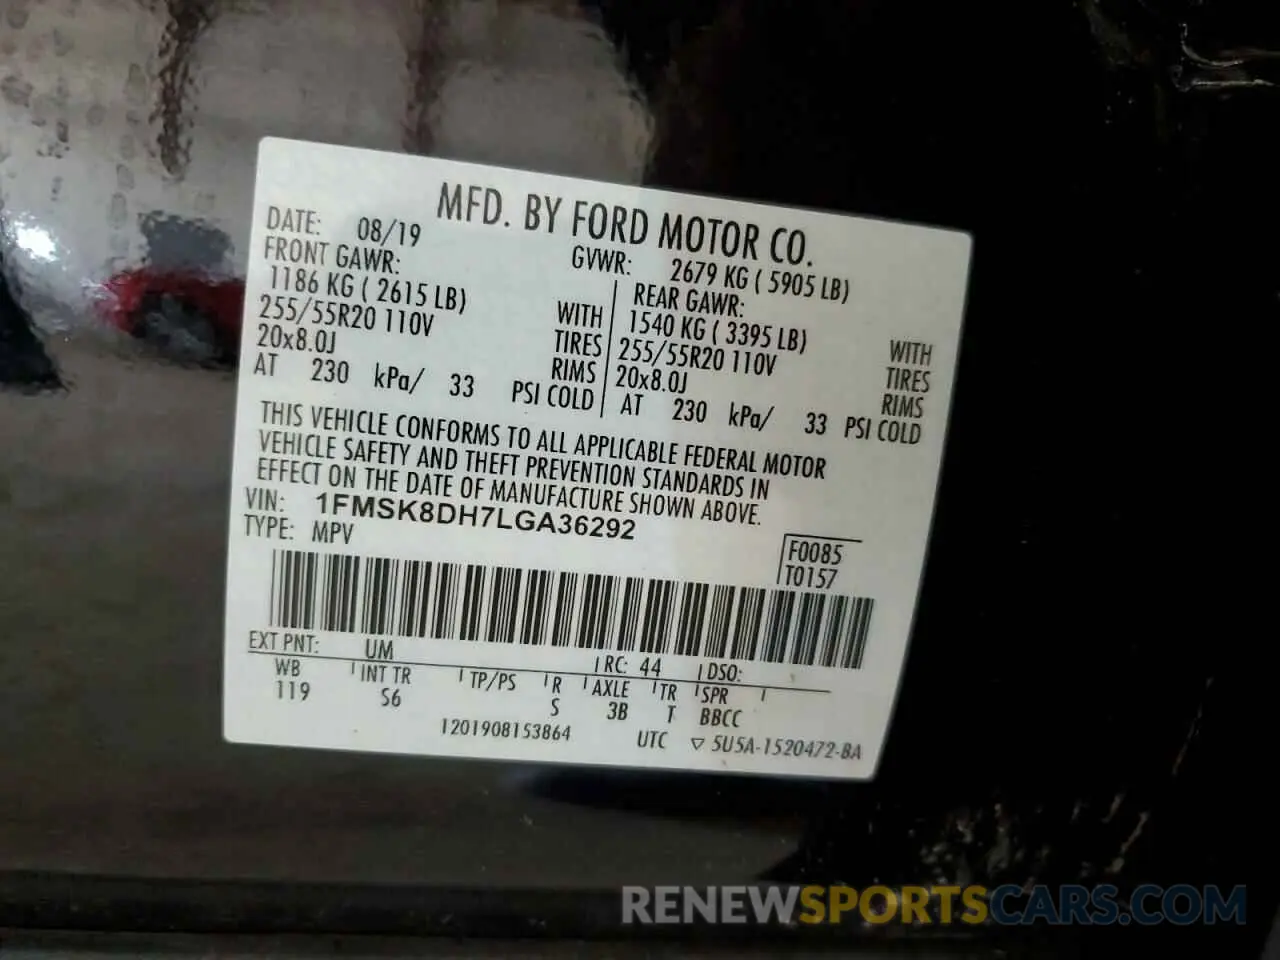 MFD. BY FORD MOTOR CO.
DATE: 08/19 GVWR: 2679 KG ( 5905 LB)
FRONT GAWR: REAR GAWR:
1186 KG ( 2615 LB) WITH 1540 KG ( 3395 LB) WITH
255/55R20 110V TIRES 255/55R20 110V TIRES
20x8.0J RIMS 20x8.0J RIMS
AT 230 kPa/ 33 PSI COLD AT 230 kPa/ 33 PSI COLD
THIS VEHICLE CONFORMS TO ALL APPLICABLE FEDERAL MOTOR
VEHICLE SAFETY AND THEFT PREVENTION STANDARDS IN
EFFECT ON THE DATE OF MANUFACTURE SHOWN ABOVE.
VIN: 1FMSK8DH7LGA36292
TYPE: MPV
F0085
T0157
EXT PNT: UM RC: 44 DSO:
WB INT TR TP/PS R AXLE TR SPR
119 S6 S 3B T BBCC
1201908153864 UTC ▽ 5U5A-1520472-BA
RENEWSPORTSCARS.COM